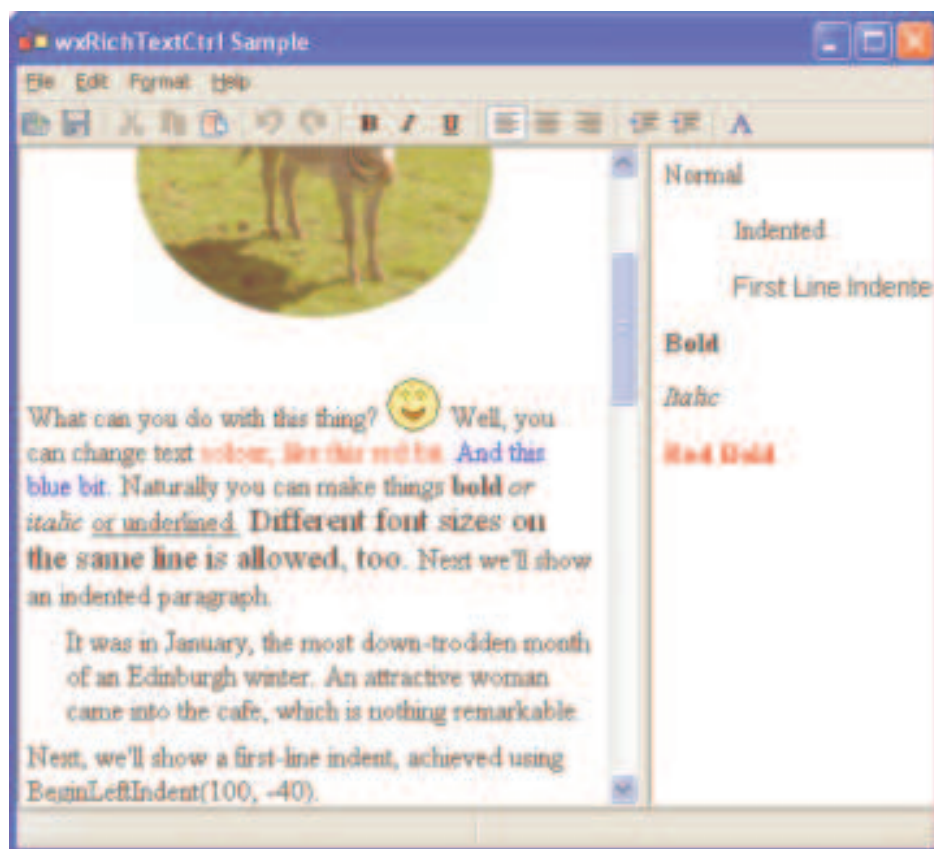 wxRichTextCtrl Sample
File Edit Format Help
B I U A
What can you do with this thing? Well, you
can change text colour, like this red bit. And this
blue bit. Naturally you can make things bold or
italic or underlined. Different font sizes on
the same line is allowed, too. Next we'll show
an indented paragraph.
It was in January, the most down-trodden month
of an Edinburgh winter. An attractive woman
came into the cafe, which is nothing remarkable.
Next, we'll show a first-line indent, achieved using
BeginLeftIndent(100, -40).
Normal
Indented
First Line Indente
Bold
Italic
Red Bold